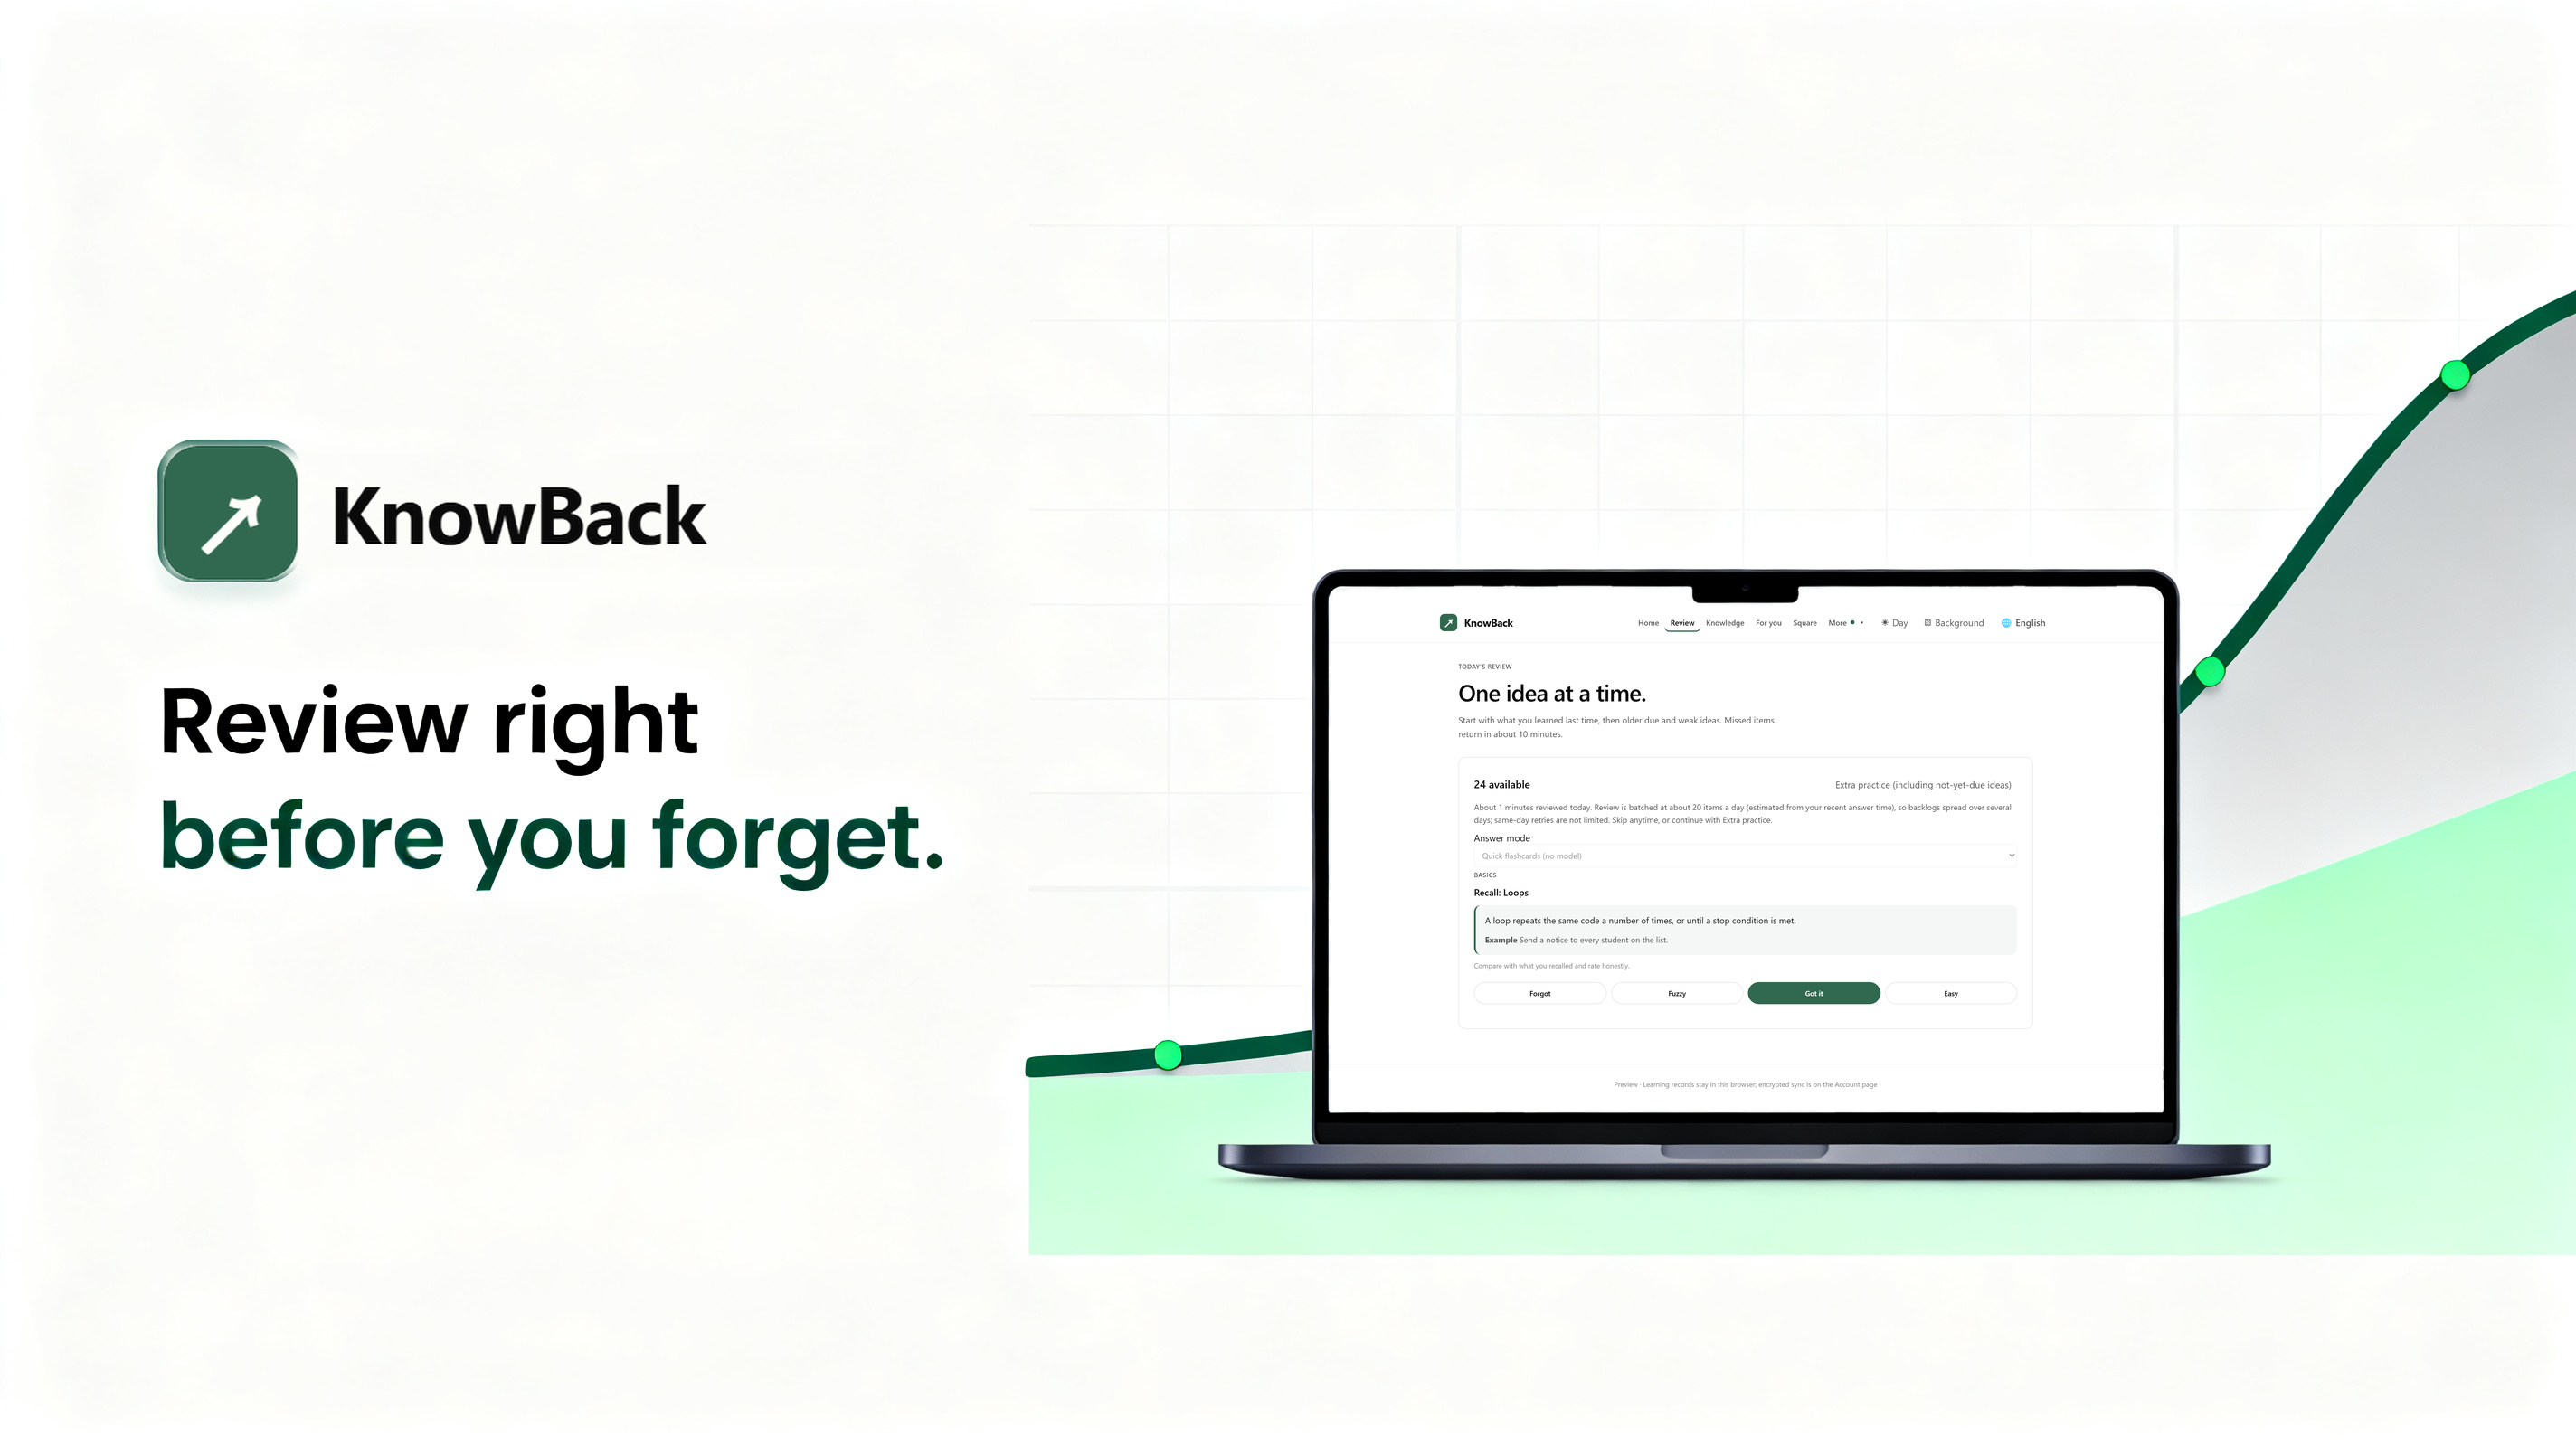 KnowBack
Review right
before you forget.
KnowBack
Home Review Knowledge For you Square More Day Background English
TODAY'S REVIEW
One idea at a time.
Start with what you learned last time, then older due and weak ideas. Missed items
return in about 10 minutes.
24 available Extra practice (including not-yet-due ideas)
About 1 minutes reviewed today. Review is batched at about 20 items a day (estimated from your recent answer time), so backlogs spread over several
days; same-day retries are not limited. Skip anytime, or continue with Extra practice.
Answer mode
Quick flashcards (no model)
BASICS
Recall: Loops
A loop repeats the same code a number of times, or until a stop condition is met.
Example Send a notice to every student on the list.
Compare with what you recalled and rate honestly.
Forgot Fuzzy Got it Easy
Preview · Learning records stay in this browser; encrypted sync is on the Account page